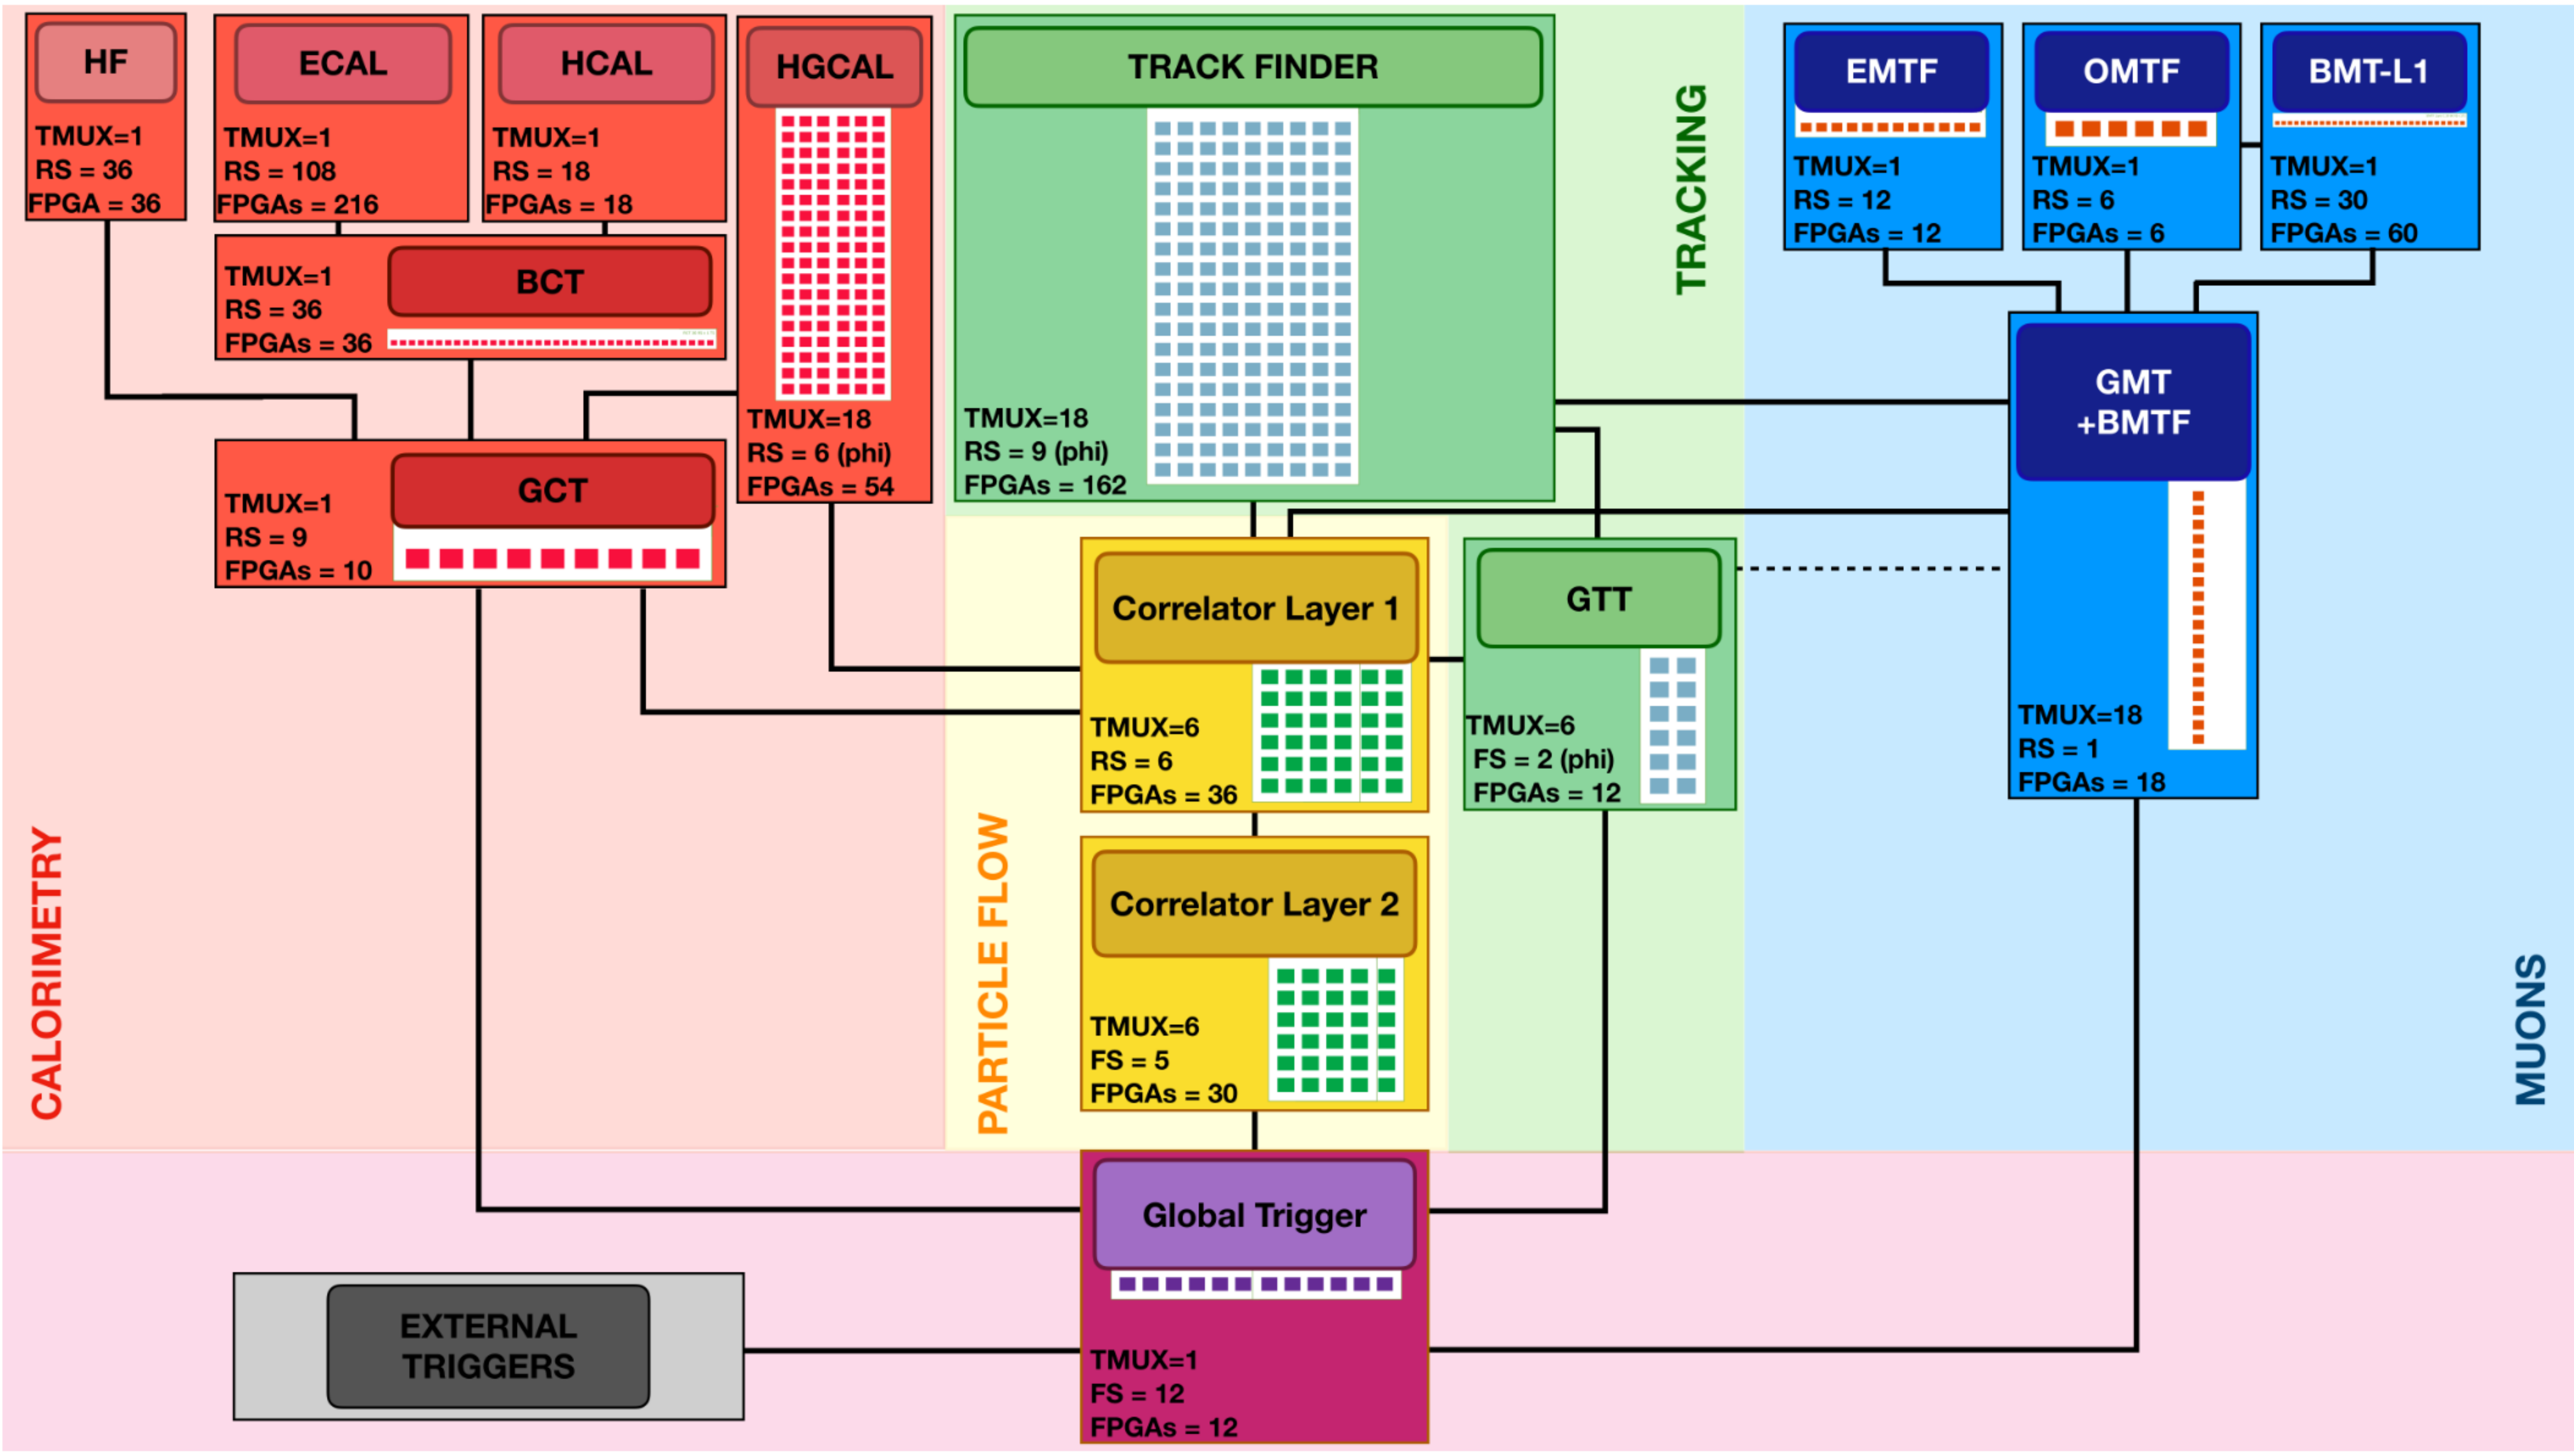 HF
TMUX=1
RS = 36
FPGA = 36
ECAL
TMUX=1
RS = 108
FPGAs = 216
HCAL
TMUX=1
RS = 18
FPGAs = 18
BCT
TMUX=1
RS = 36
FPGAs = 36
GCT
TMUX=1
RS = 9
FPGAs = 10
HGCAL
TMUX=18
RS = 6 (phi)
FPGAs = 54
CALORIMETRY
TRACK FINDER
TMUX=18
RS = 9 (phi)
FPGAs = 162
TRACKING
Correlator Layer 1
TMUX=6
RS = 6
FPGAs = 36
GTT
TMUX=6
FS = 2 (phi)
FPGAs = 12
Correlator Layer 2
TMUX=6
FS = 5
FPGAs = 30
PARTICLE FLOW
EMTF
TMUX=1
RS = 12
FPGAs = 12
OMTF
TMUX=1
RS = 6
FPGAs = 6
BMT-L1
TMUX=1
RS = 30
FPGAs = 60
GMT
+BMTF
TMUX=18
RS = 1
FPGAs = 18
MUONS
Global Trigger
TMUX=1
FS = 12
FPGAs = 12
EXTERNAL
TRIGGERS